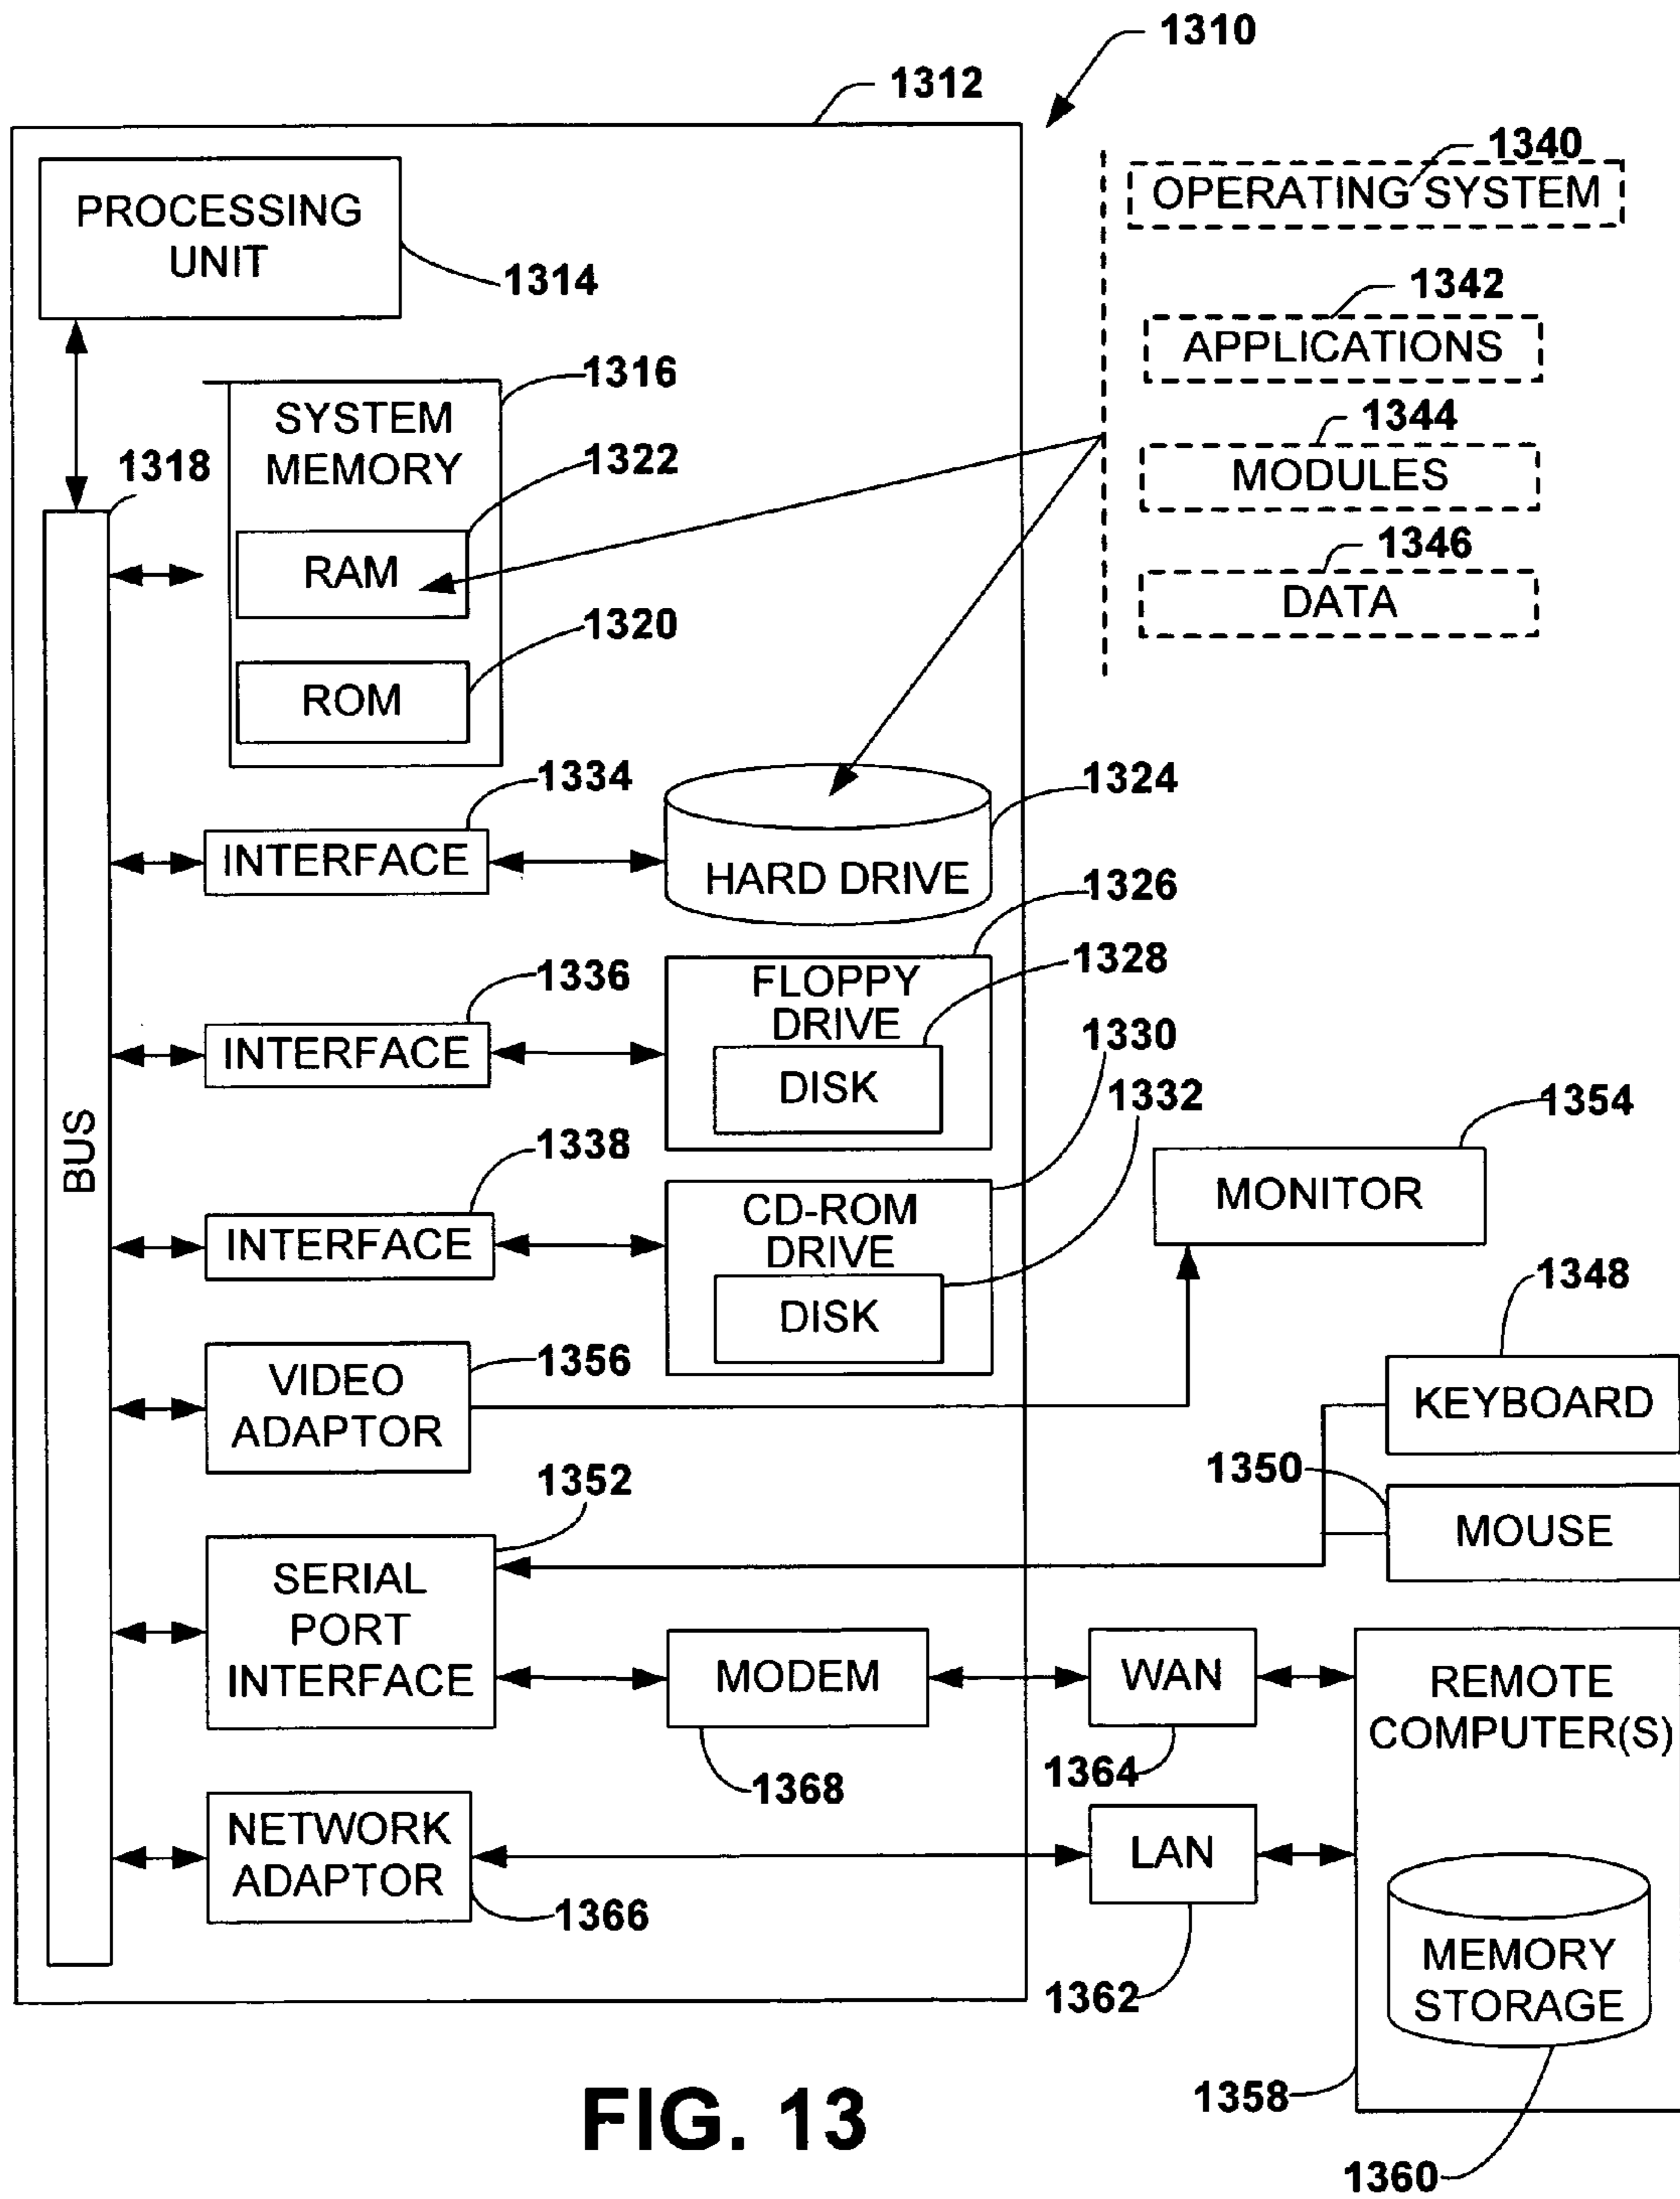 1310
1312
1340
OPERATING SYSTEM
PROCESSING
UNIT
1314
1342
APPLICATIONS
1316
SYSTEM
MEMORY
1344
MODULES
1318
1322
RAM
1346
DATA
1320
ROM
1334
INTERFACE
1324
HARD DRIVE
1326
1336
INTERFACE
FLOPPY
DRIVE
1328
DISK
1330
1332
BUS
1338
INTERFACE
CD-ROM
DRIVE
DISK
1354
MONITOR
1348
KEYBOARD
1356
VIDEO
ADAPTOR
1350
MOUSE
1352
SERIAL
PORT
INTERFACE
MODEM
1368
WAN
1364
REMOTE
COMPUTER(S)
NETWORK
ADAPTOR
1366
LAN
1362
MEMORY
STORAGE
1358
1360
FIG. 13